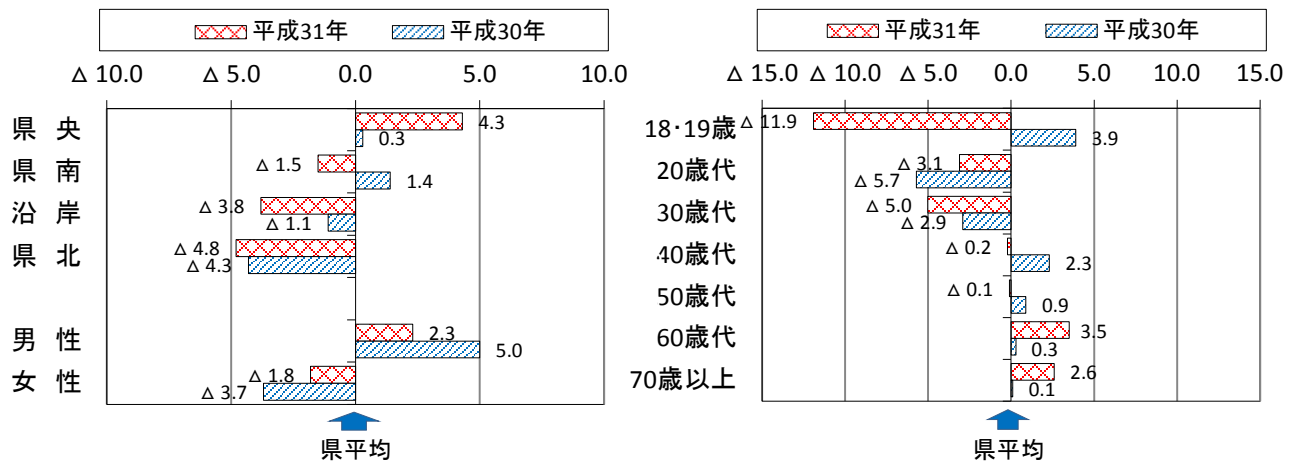 平成31年 平成30年
△ 10.0 △ 5.0 0.0 5.0 10.0
県 央 4.3
0.3
県 南 △ 1.5
1.4
沿 岸 △ 3.8
△ 1.1
県 北 △ 4.8
△ 4.3
男 性 2.3
5.0
女 性 △ 1.8
△ 3.7
県平均
平成31年 平成30年
△ 15.0 △ 10.0 △ 5.0 0.0 5.0 10.0 15.0
18･19歳 △ 11.9
3.9
20歳代 △ 3.1
△ 5.7
30歳代 △ 5.0
△ 2.9
40歳代 △ 0.2
2.3
50歳代 △ 0.1
0.9
60歳代 3.5
0.3
70歳以上 2.6
0.1
県平均